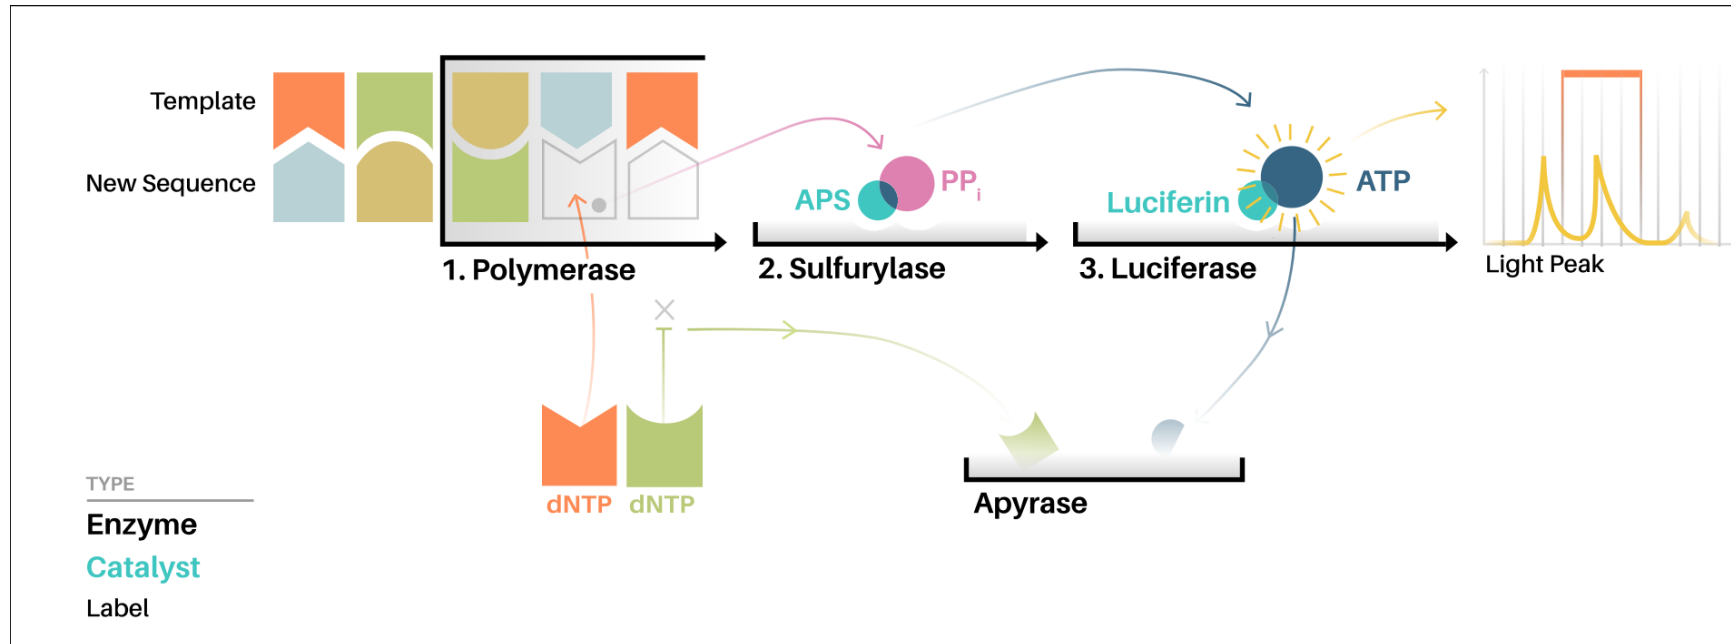 Template
New Sequence
1. Polymerase
APS
PPi
2. Sulfurylase
Luciferin
ATP
3. Luciferase
Light Peak
dNTP
dNTP
Apyrase
TYPE
Enzyme
Catalyst
Label